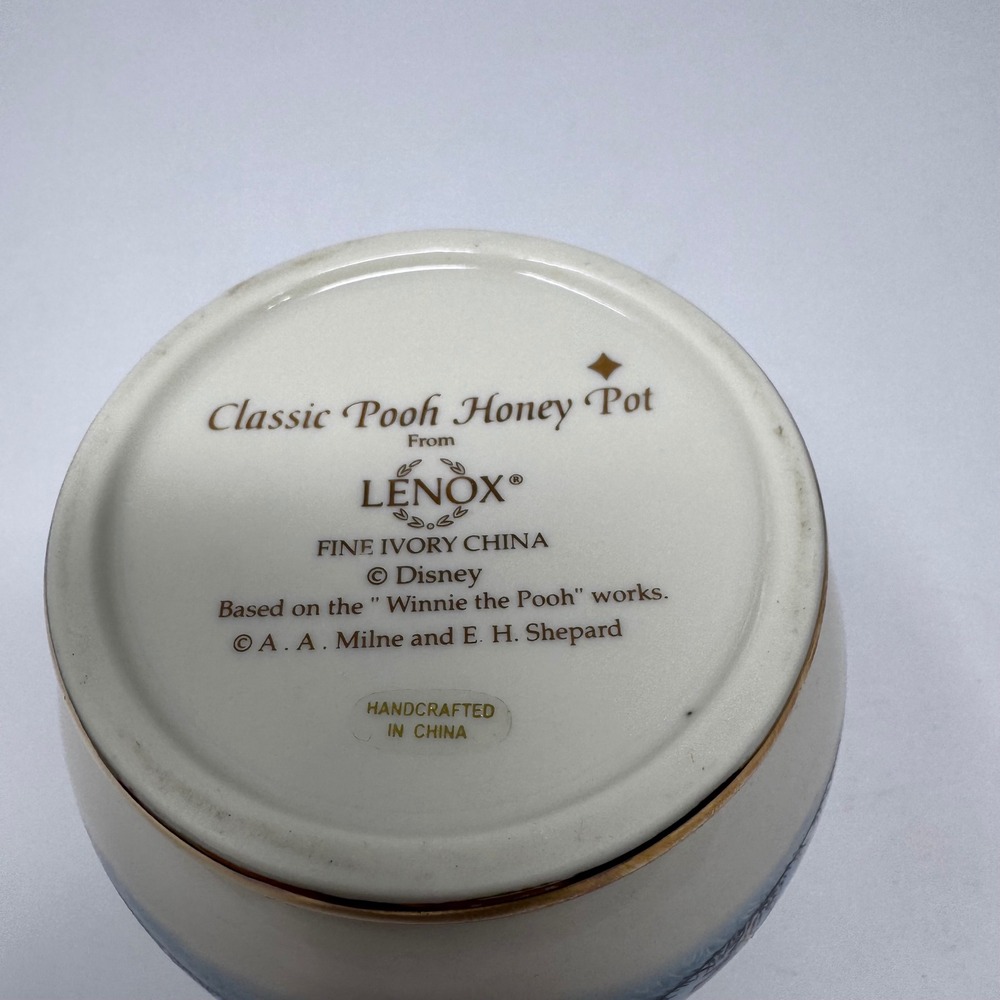 Classic Pooh Honey Pot
From
LENOX®
FINE IVORY CHINA
© Disney
Based on the " Winnie the Pooh" works.
© A . A . Milne and E. H. Shepard
HANDCRAFTED
IN CHINA